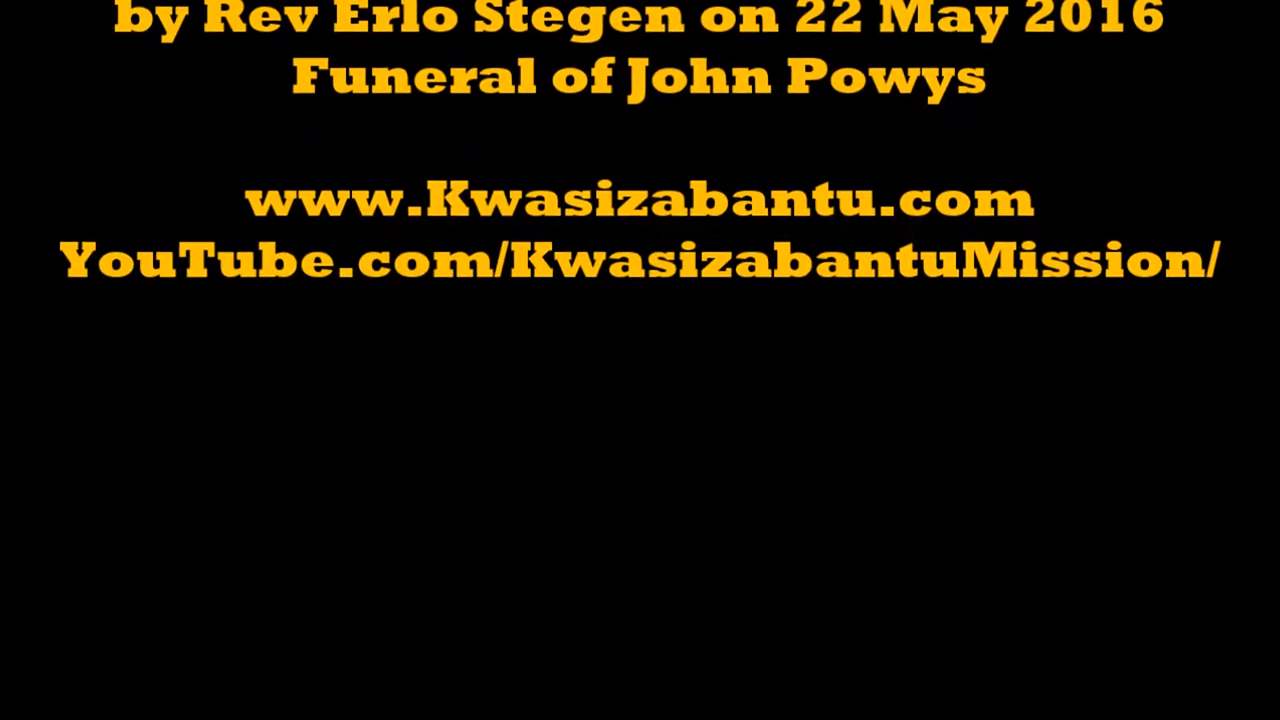 by Rev Erlo Stegen on 22 May 2016
Funeral of John Powys
www.Kwasizabantu.com
YouTube.com/KwasizabantuMission/